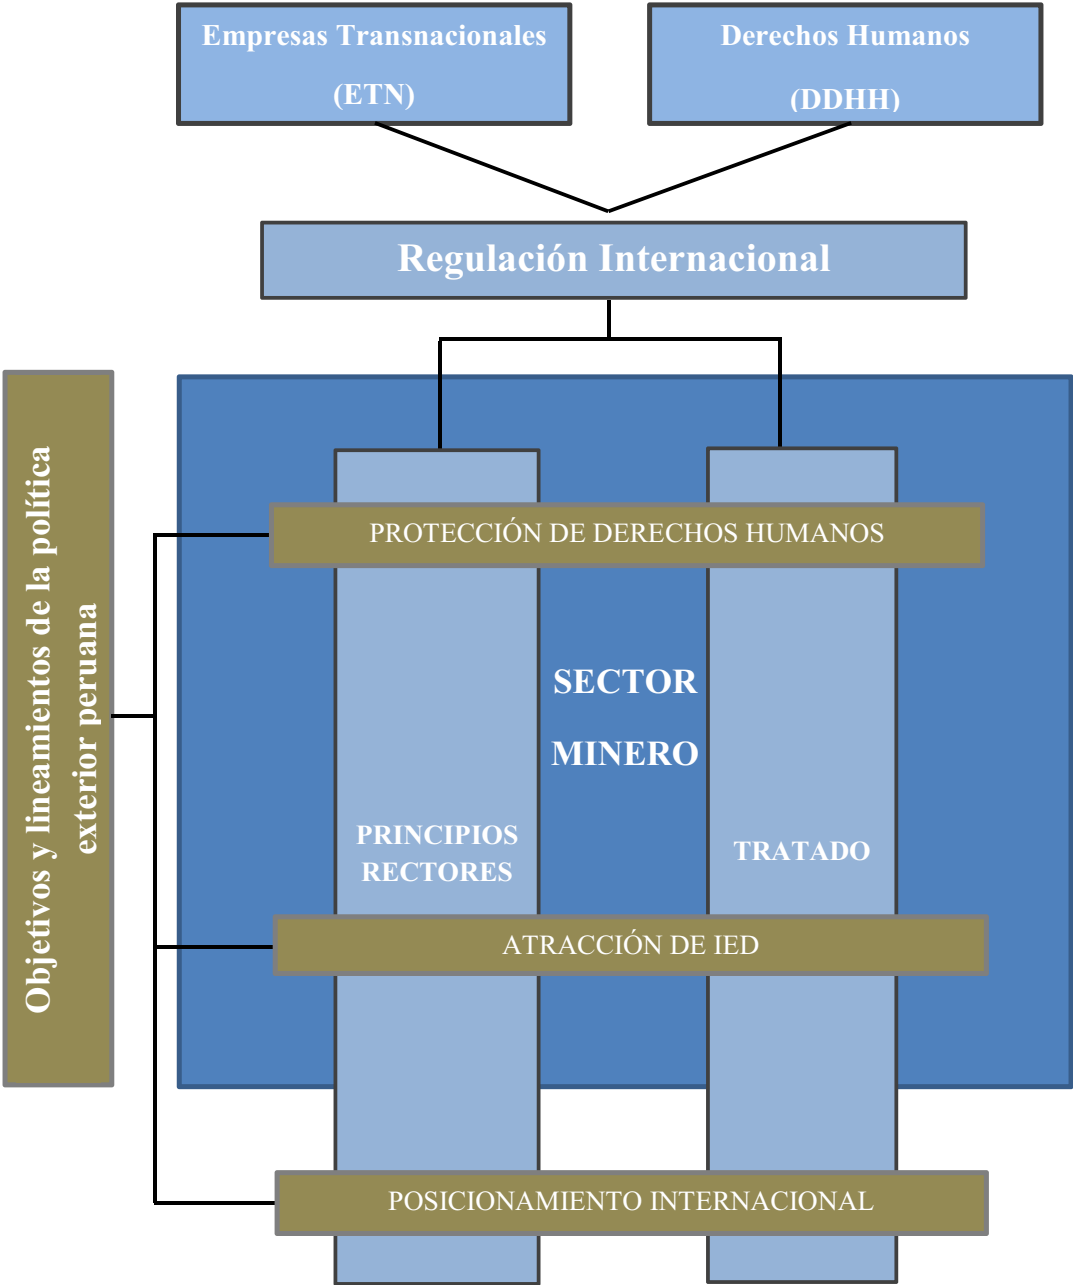 Empresas Transnacionales
(ETN)
Derechos Humanos
(DDHH)
Regulación Internacional
Objetivos y lineamientos de la política
exterior peruana
PROTECCIÓN DE DERECHOS HUMANOS
SECTOR
MINERO
PRINCIPIOS
RECTORES
TRATADO
ATRACCIÓN DE IED
POSICIONAMIENTO INTERNACIONAL